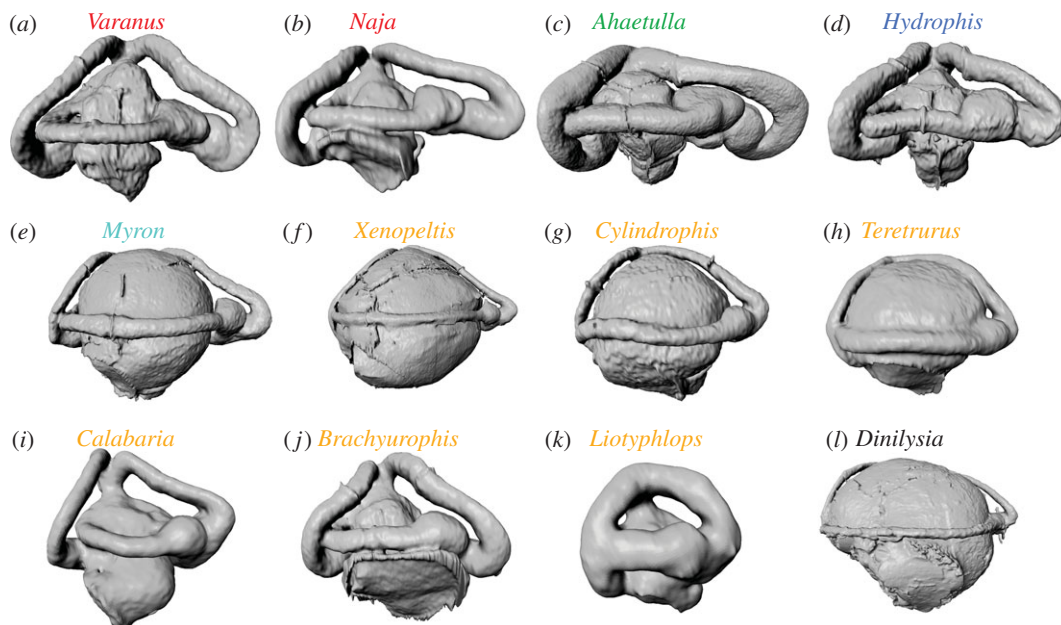 (a) Varanus (b) Naja (c) Ahaetulla (d) Hydrophis
(e) Myron (f) Xenopeltis (g) Cylindrophis (h) Teretrurus
(i) Calabaria (j) Brachyurophis (k) Liotyphlops (l) Dinilysia